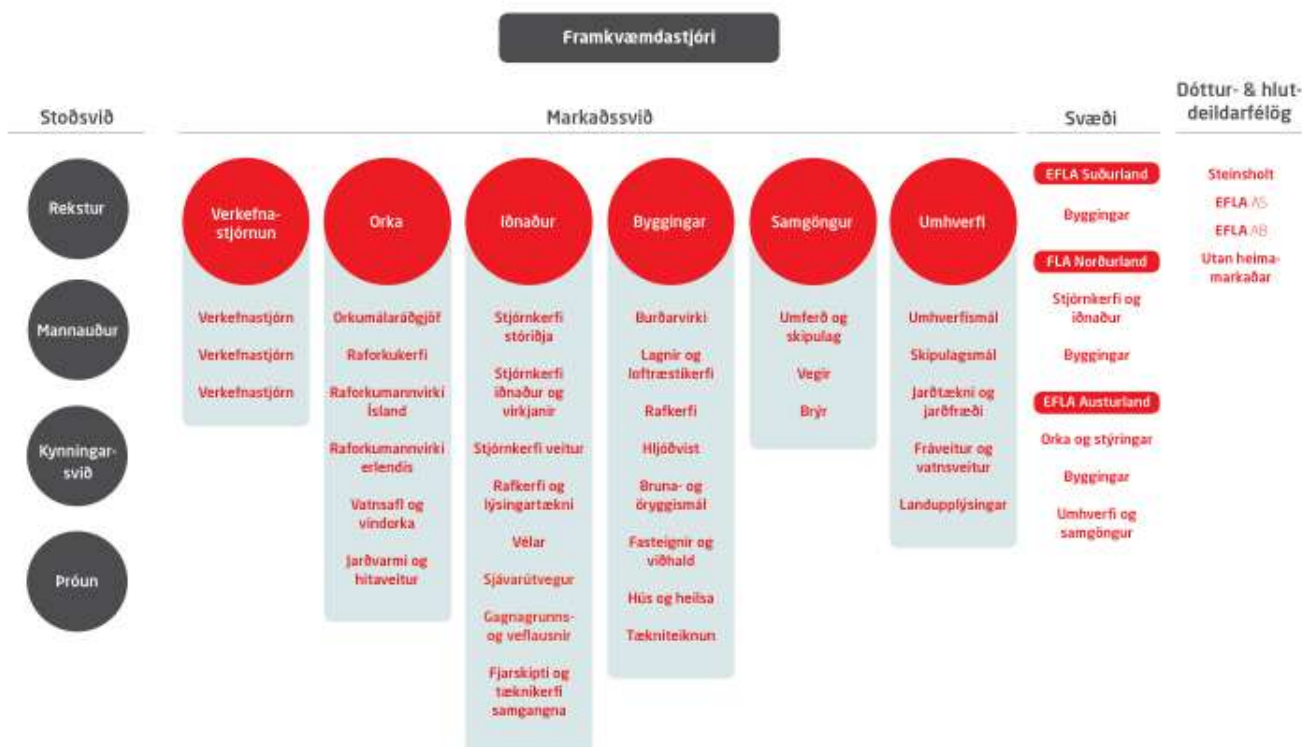 Framkvæmdastjóri
Stoðsvið
Rekstur
Mannauður
Kynningar-
svið
Þróun
Markaðssvið
Verkefna-
stjórnun
Verkefnastjórn
Verkefnastjórn
Verkefnastjórn
Orka
Orkumálaráðgjöf
Raforkukerfi
Raforkumannvirki
Ísland
Raforkumannvirki
erlendis
Vatnsafl og
vindorka
Jarðvarmi og
hitaveitur
Iðnaður
Stjórnkerfi
stóriðja
Stjórnkerfi
iðnaður og
virkjanir
Stjórnkerfi veitur
Rafkerfi og
lýsingartækni
Vélar
Sjávarútvegur
Gagnagrunns-
og veflausnir
Fjarskipti og
tæknikerfi
samgangna
Byggingar
Burðarvirki
Lagnir og
loftræstikerfi
Rafkerfi
Hljóðvist
Bruna- og
öryggismál
Fasteignir og
viðhald
Hús og heilsa
Tækniteiknun
Samgöngur
Umferð og
skipulag
Vegir
Brýr
Umhverfi
Umhverfismál
Skipulagsmál
Jarðtækni og
jarðfræði
Fráveitur og
vatnsveitur
Landupplýsingar
Svæði
EFLA Suðurland
Byggingar
FLA Norðurland
Stjórnkerfi og
iðnaður
Byggingar
EFLA Austurland
Orka og stýringar
Byggingar
Umhverfi og
samgöngur
Dóttur- & hlut-
deildarfélög
Steinsholt
EFLA AS
EFLA AB
Utan heima-
markaðar